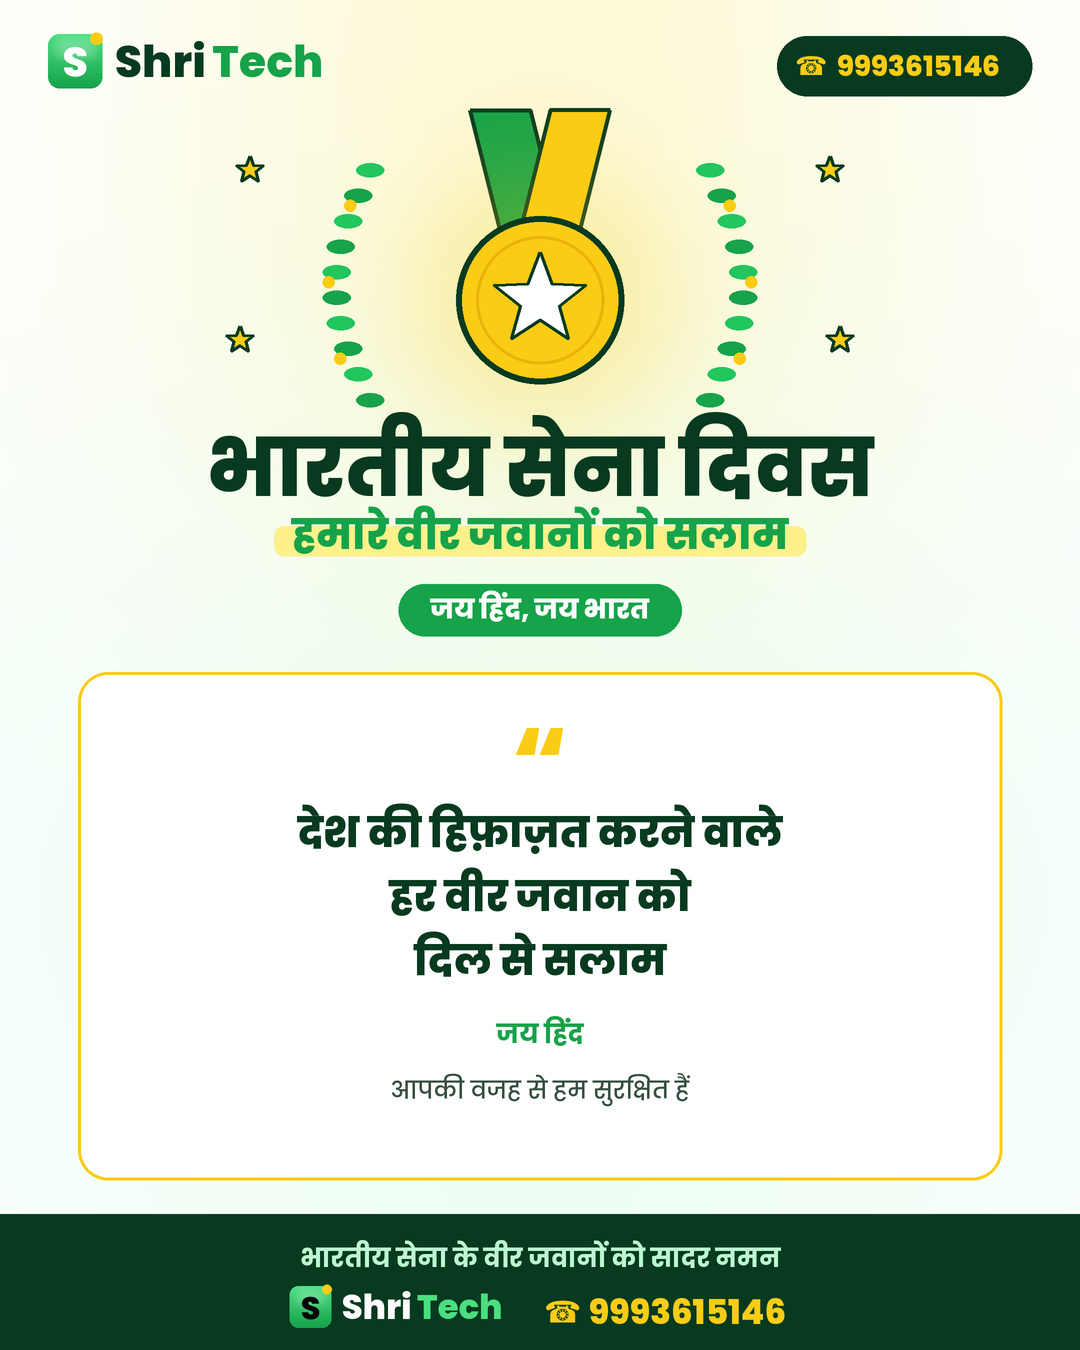 S Shri Tech
☎ 9993615146
भारतीय सेना दिवस
हमारे वीर जवानों को सलाम
जय हिंद, जय भारत
“
देश की हिफ़ाज़त करने वाले
हर वीर जवान को
दिल से सलाम
जय हिंद
आपकी वजह से हम सुरक्षित हैं
भारतीय सेना के वीर जवानों को सादर नमन
S Shri Tech ☎ 9993615146